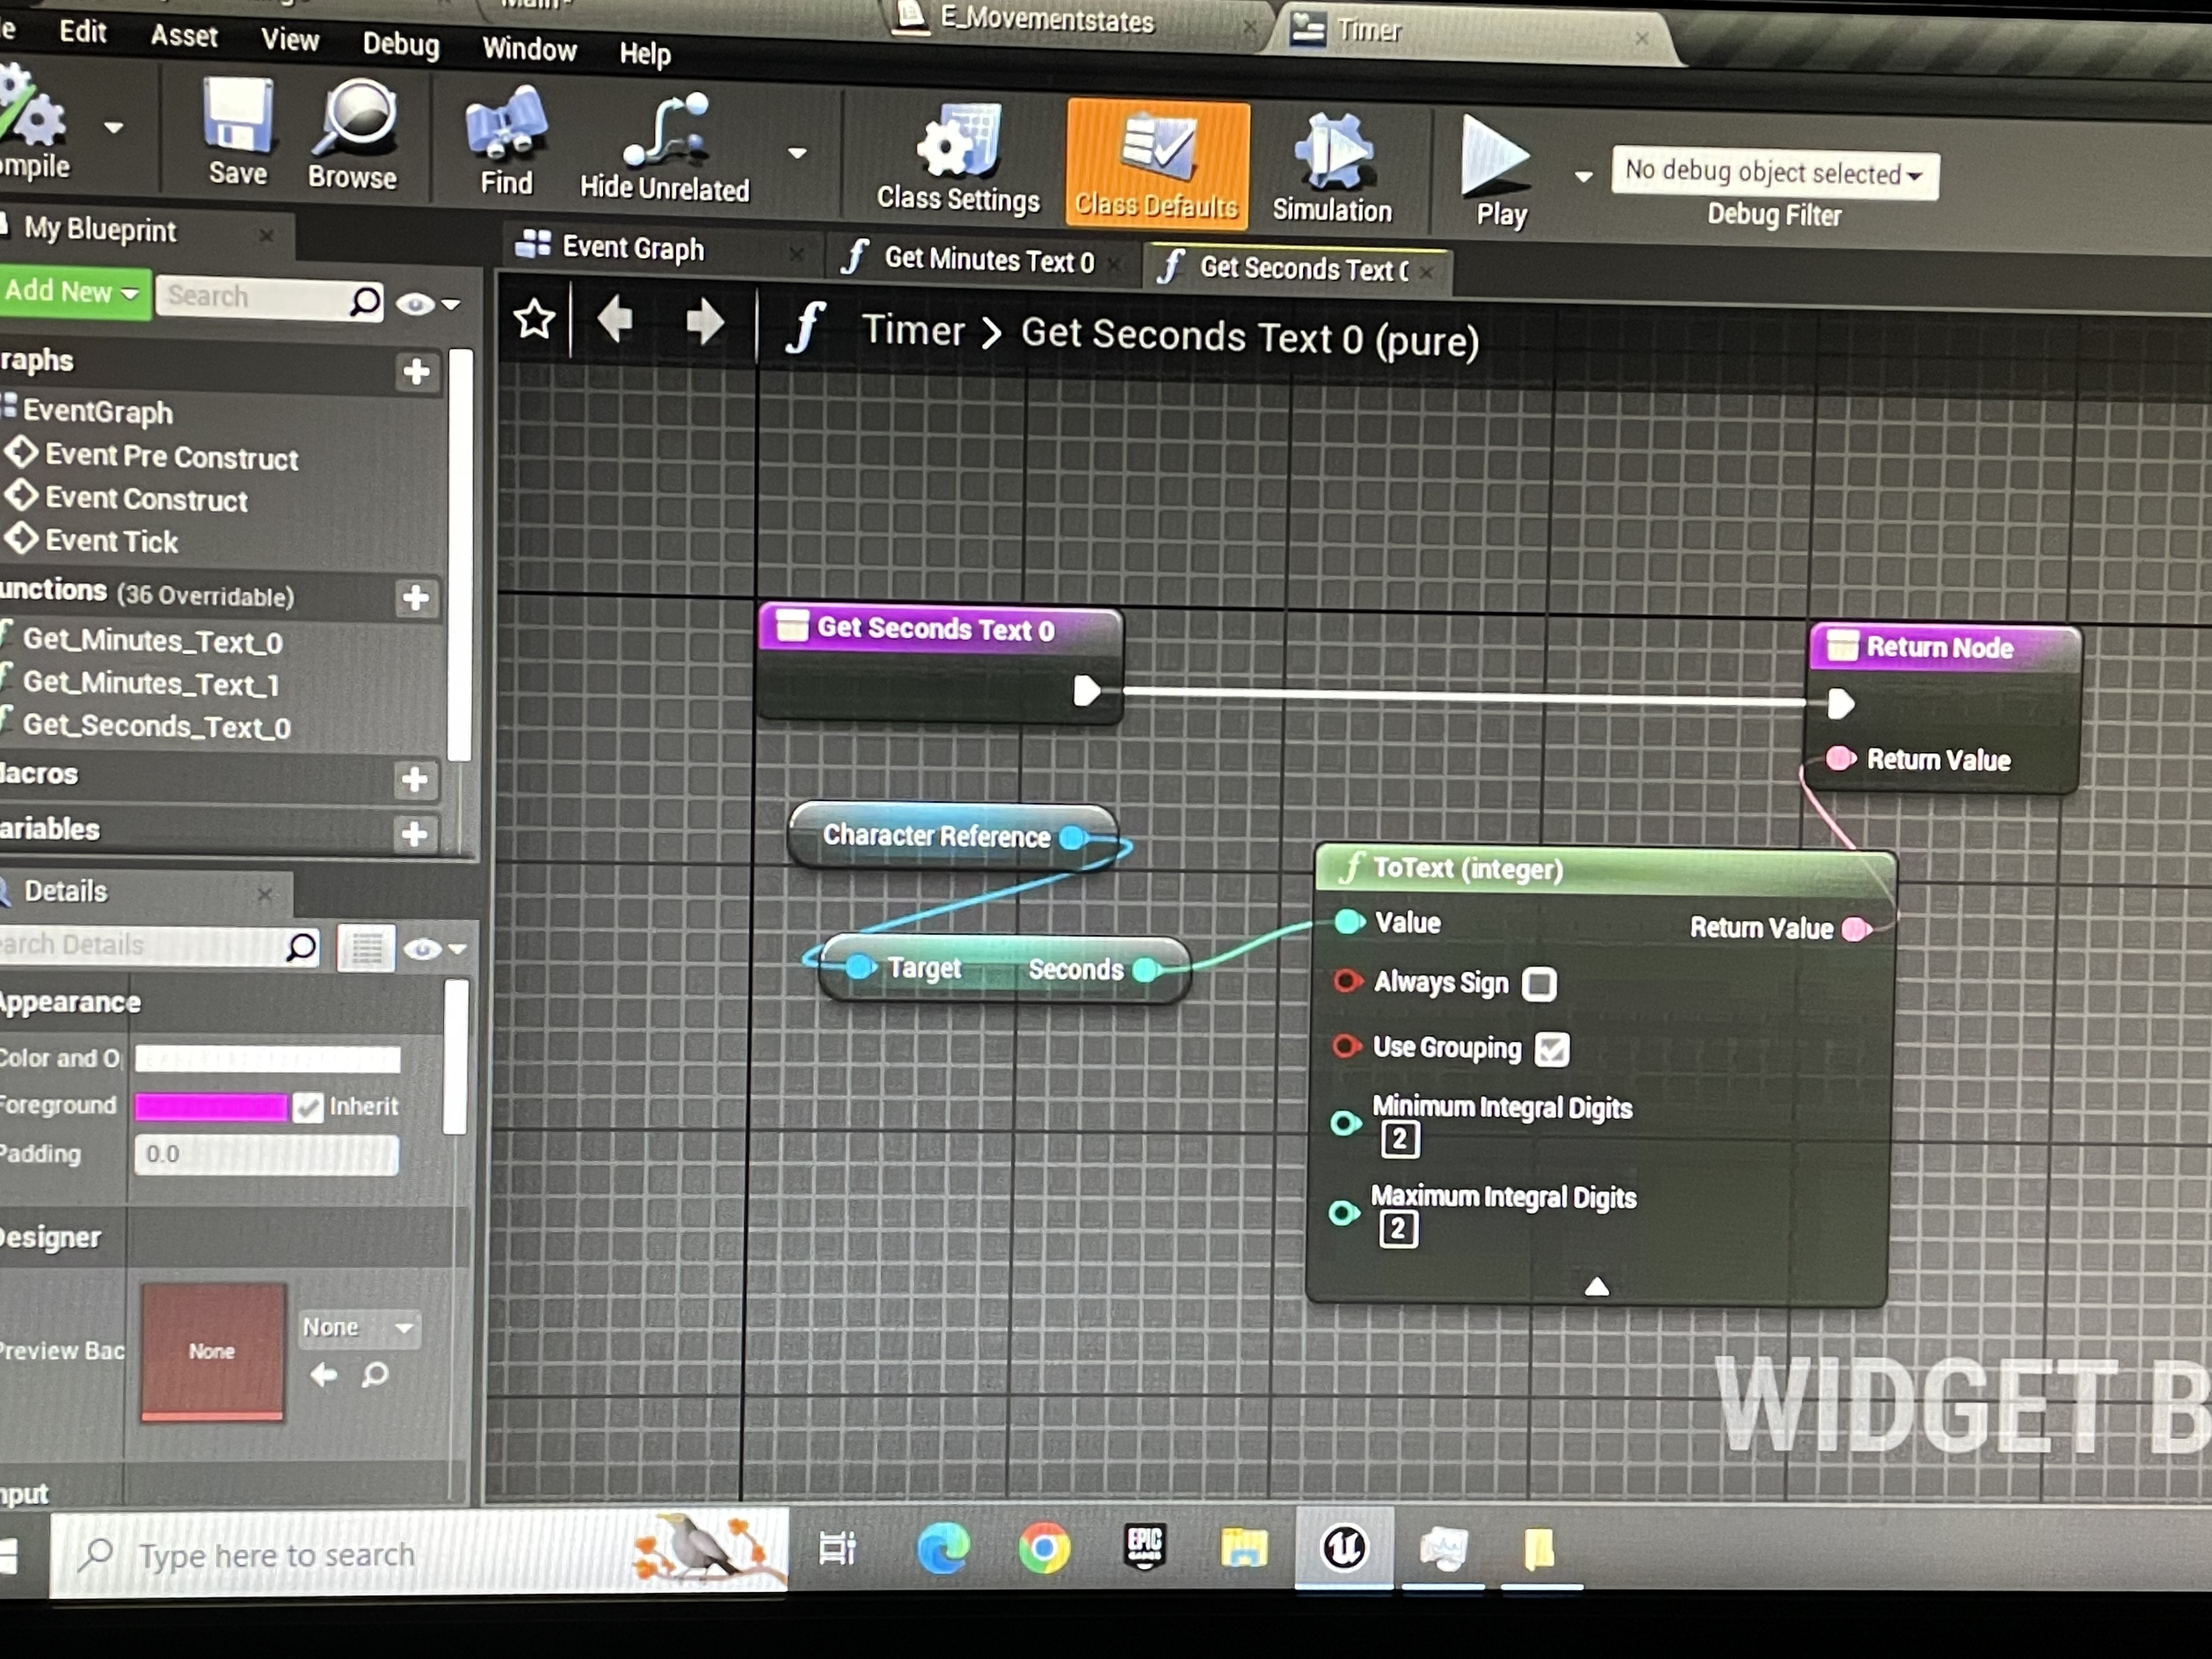 E_Movementstates
Timer
Edit Asset View Debug Window Help
Save
Browse
Find
Hide Unrelated
Class Settings
Class Defaults
Simulation
Play
No debug object selected
Debug Filter
My Blueprint
Event Graph
Get Minutes Text 0
Get Seconds Text
Add New
Search
Timer > Get Seconds Text 0 (pure)
raphs
EventGraph
Event Pre Construct
Event Construct
Event Tick
unctions (36 Overridable)
Get_Minutes_Text_0
Get_Minutes_Text_1
Get_Seconds_Text_0
acros
ariables
Details
arch Details
Appearance
Color and O
Foreground
Inherit
Padding
0.0
Designer
Preview Bac
None
None
nput
Get Seconds Text 0
Return Node
Return Value
Character Reference
Target Seconds
ToText (integer)
Value
Return Value
Always Sign
Use Grouping
Minimum Integral Digits
2
Maximum Integral Digits
2
WIDGET B
Type here to search
EPIC
GAMES